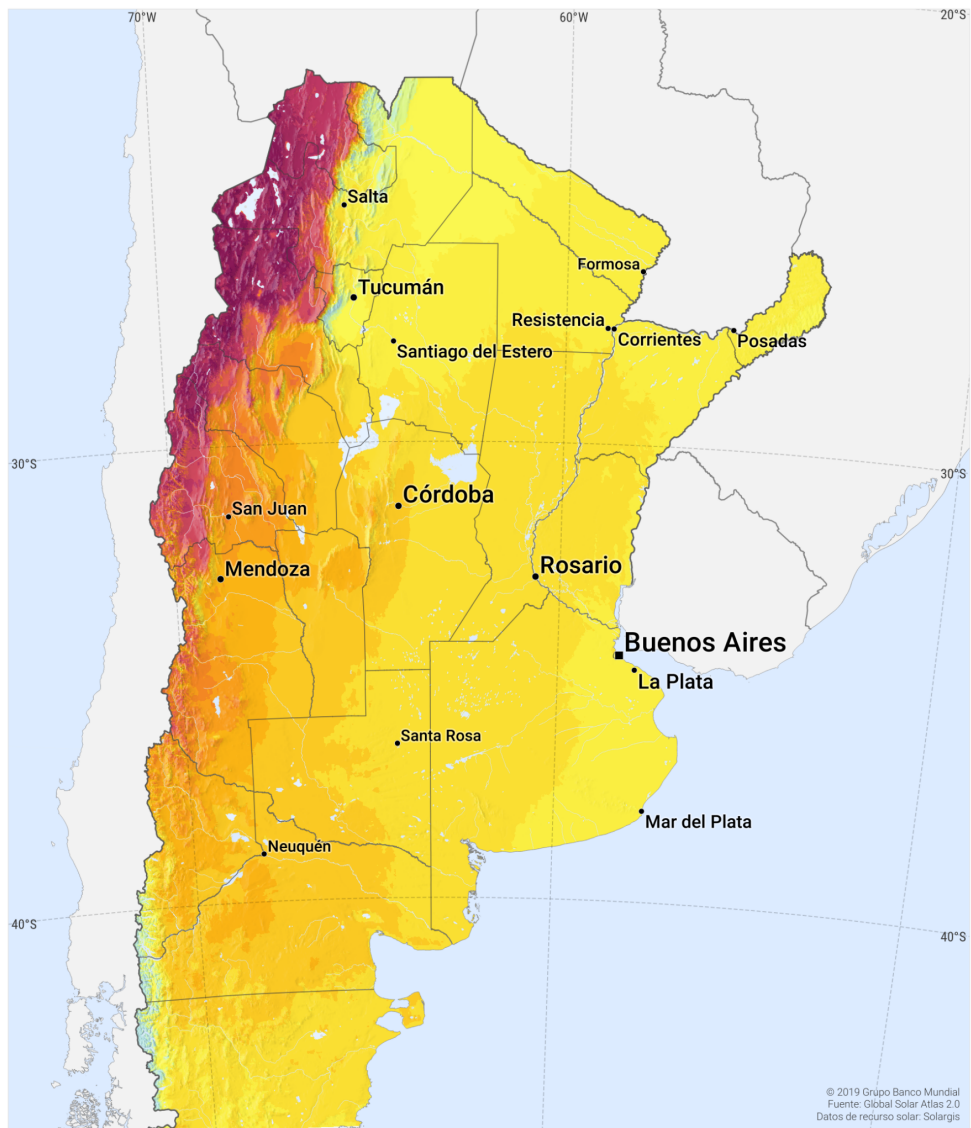 70°W
60°W
20°S
Salta
Formosa
Tucumán
Resistencia
Corrientes
Posadas
Santiago del Estero
30°S
30°S
Córdoba
San Juan
Rosario
Mendoza
Buenos Aires
La Plata
Santa Rosa
Mar del Plata
Neuquén
40°S
40°S
© 2019 Grupo Banco Mundial
Fuente: Global Solar Atlas 2.0
Datos de recurso solar: Solargis